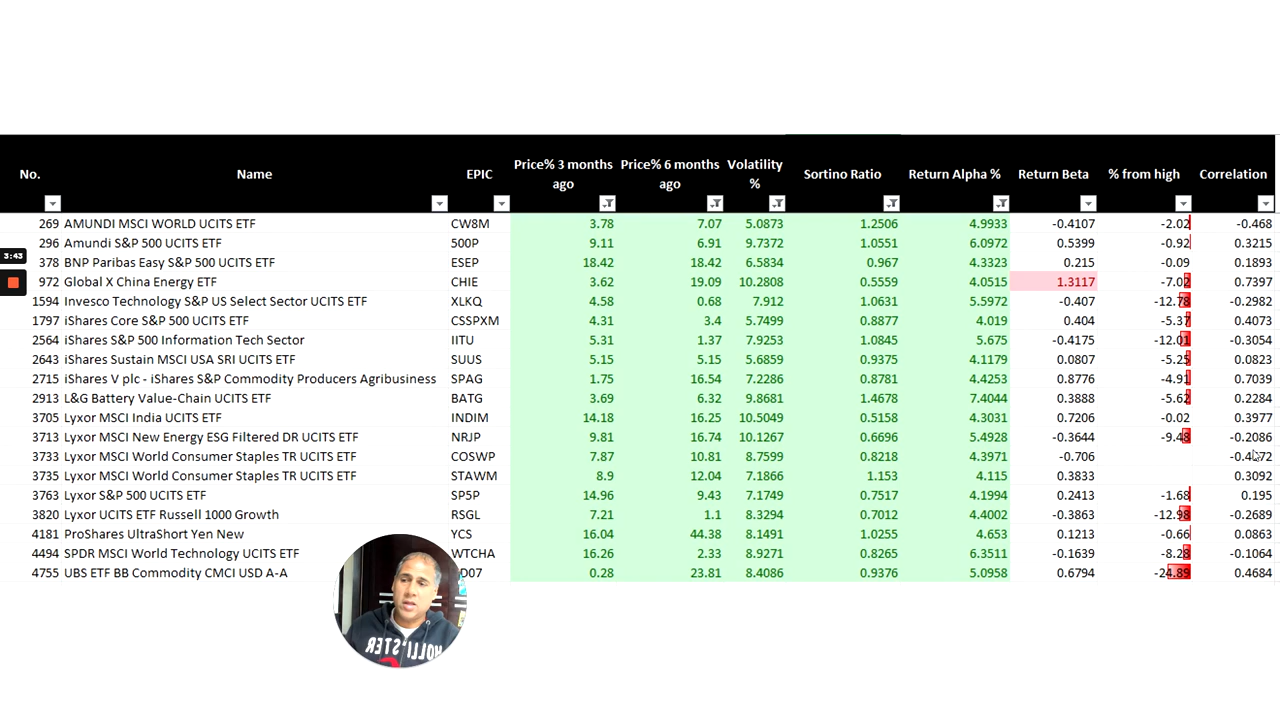 No. Name EPIC Price% 3 months ago Price% 6 months ago Volatility % Sortino Ratio Return Alpha % Return Beta % from high Correlation
269 AMUNDI MSCI WORLD UCITS ETF CW8M 3.78 7.07 5.0873 1.2506 4.9933 -0.4107 -2.02 -0.468
296 Amundi S&P 500 UCITS ETF 500P 9.11 6.91 9.7372 1.0551 6.0972 0.5399 -0.92 0.3215
3:43
378 BNP Paribas Easy S&P 500 UCITS ETF ESEP 18.42 18.42 6.5834 0.967 4.3323 0.215 -0.09 0.1893
972 Global X China Energy ETF CHIE 3.62 19.09 10.2808 0.5559 4.0515 1.3117 -7.02 0.7397
1594 Invesco Technology S&P US Select Sector UCITS ETF XLKQ 4.58 0.68 7.912 1.0631 5.5972 -0.407 -12.78 -0.2982
1797 iShares Core S&P 500 UCITS ETF CSSPXM 4.31 3.4 5.7499 0.8877 4.019 0.404 -5.37 0.4073
2564 iShares S&P 500 Information Tech Sector IITU 5.31 1.37 7.9253 1.0845 5.675 -0.4175 -12.01 -0.3054
2643 iShares Sustain MSCI USA SRI UCITS ETF SUUS 5.15 5.15 5.6859 0.9375 4.1179 0.0807 -5.25 0.0823
2715 iShares V plc - iShares S&P Commodity Producers Agribusiness SPAG 1.75 16.54 7.2286 0.8781 4.4253 0.8776 -4.91 0.7039
2913 L&G Battery Value-Chain UCITS ETF BATG 3.69 6.32 9.8681 1.4678 7.4044 0.3888 -5.62 0.2284
3705 Lyxor MSCI India UCITS ETF INDIM 14.18 16.25 10.5049 0.5158 4.3031 0.7206 -0.02 0.3977
3713 Lyxor MSCI New Energy ESG Filtered DR UCITS ETF NRJP 9.81 16.74 10.1267 0.6696 5.4928 -0.3644 -9.48 -0.2086
3733 Lyxor MSCI World Consumer Staples TR UCITS ETF COSWP 7.87 10.81 8.7599 0.8218 4.3971 -0.706
3735 Lyxor MSCI World Consumer Staples TR UCITS ETF STAWM 8.9 12.04 7.1866 1.153 4.115 0.3833 0.3092
3763 Lyxor S&P 500 UCITS ETF SP5P 14.96 9.43 7.1749 0.7517 4.1994 0.2413 -1.68 0.195
3820 Lyxor UCITS ETF Russell 1000 Growth RSGL 7.21 1.1 8.3294 0.7012 4.4002 -0.3863 -12.98 -0.2689
4181 ProShares UltraShort Yen New YCS 16.04 44.38 8.1491 1.0255 4.653 0.1213 -0.66 0.0863
4494 SPDR MSCI World Technology UCITS ETF WTCHA 16.26 2.33 8.9271 0.8265 6.3511 -0.1639 -8.28 -0.1064
4755 UBS ETF BB Commodity CMCI USD A-A D07 0.28 23.81 8.4086 0.9376 5.0958 0.6794 -24.89 0.4684
HOLLISTER